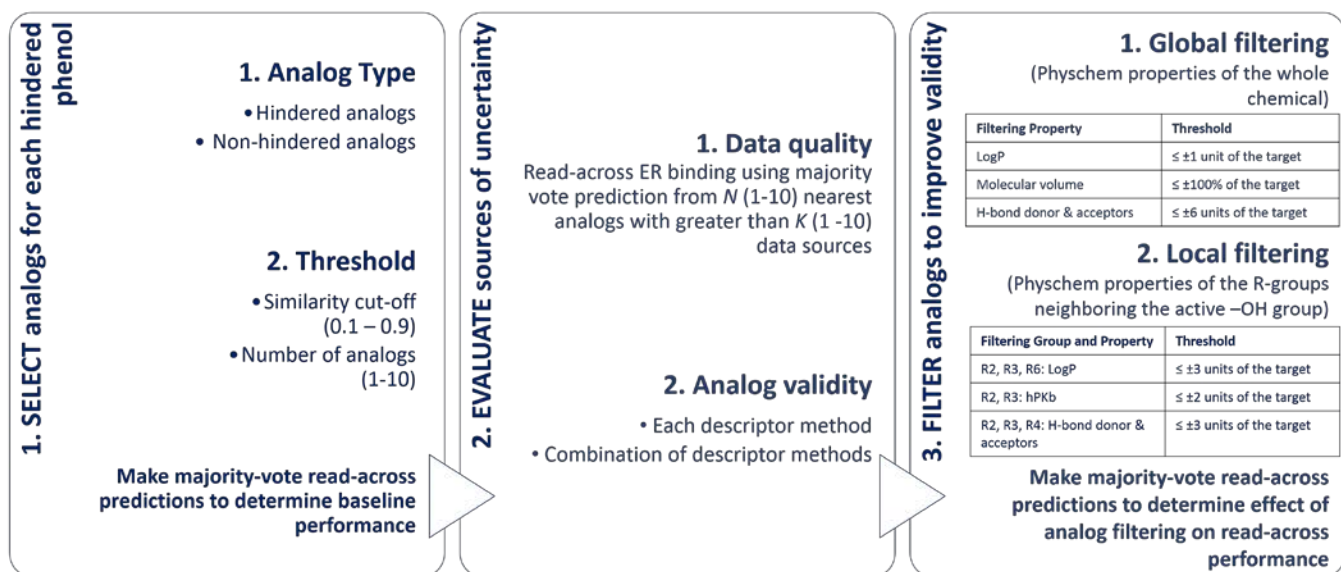 1. SELECT analogs for each hindered
phenol
1. Analog Type
• Hindered analogs
• Non-hindered analogs
2. Threshold
• Similarity cut-off
(0.1 – 0.9)
• Number of analogs
(1-10)
Make majority-vote read-across
predictions to determine baseline
performance
2. EVALUATE sources of uncertainty
1. Data quality
Read-across ER binding using majority
vote prediction from N (1-10) nearest
analogs with greater than K (1 -10)
data sources
2. Analog validity
• Each descriptor method
• Combination of descriptor methods
3. FILTER analogs to improve validity
1. Global filtering
(Physchem properties of the whole
chemical)
Filtering Property Threshold
LogP ≤ ±1 unit of the target
Molecular volume ≤ ±100% of the target
H-bond donor & acceptors ≤ ±6 units of the target
2. Local filtering
(Physchem properties of the R-groups
neighboring the active –OH group)
Filtering Group and Property Threshold
R2, R3, R6: LogP ≤ ±3 units of the target
R2, R3: hPKb ≤ ±2 units of the target
R2, R3, R4: H-bond donor & ≤ ±3 units of the target
acceptors
Make majority-vote read-across
predictions to determine effect of
analog filtering on read-across
performance